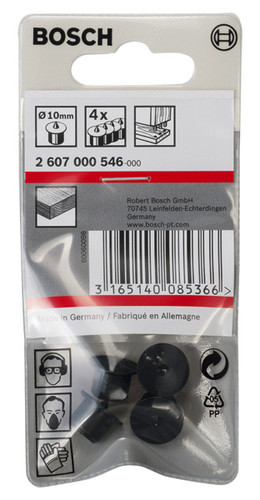 BOSCH
Ø10mm
4x
2 607 000 546-000
Robert Bosch GmbH
70745 Leinfelden-Echterdingen
Germany
www.bosch-pt.com
3 165140 085366
Made in Germany / Fabriqué en Allemagne
05
PP